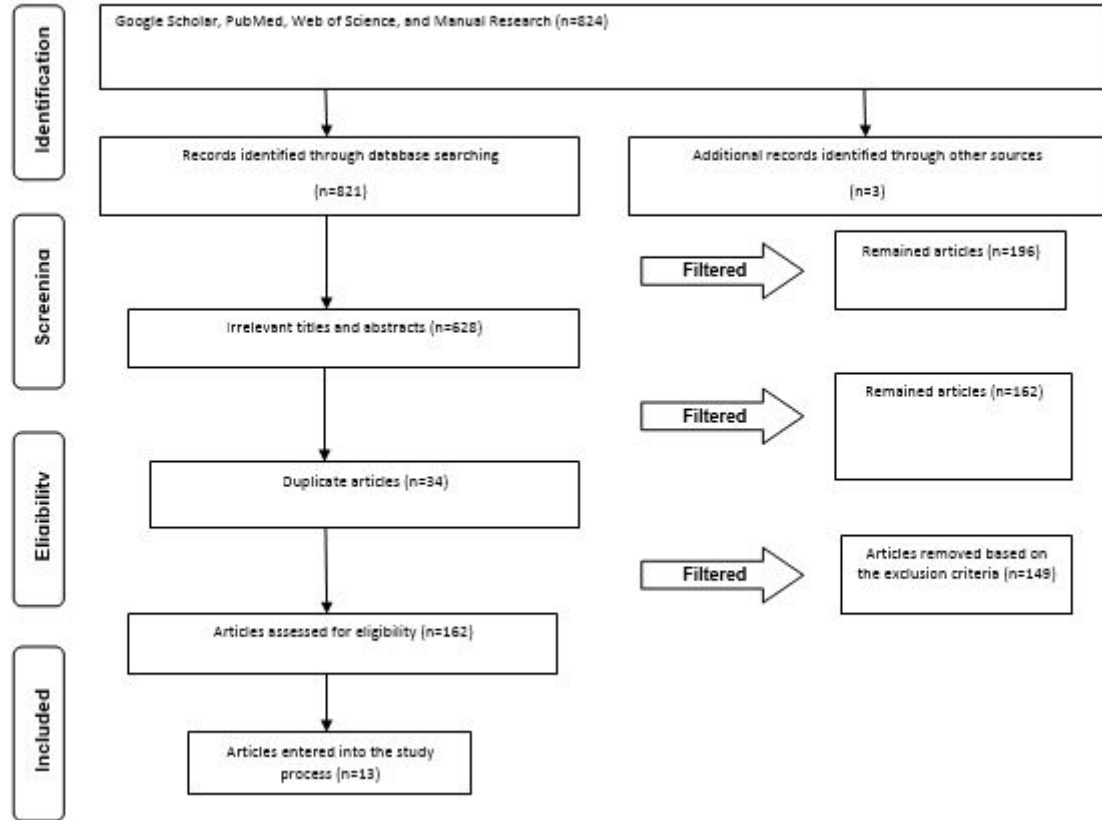 Identification
Google Scholar, PubMed, Web of Science, and Manual Research (n=824)
Records identified through database searching
(n=821)
Additional records identified through other sources
(n=3)
Screening
Filtered
Remained articles (n=196)
Irrelevant titles and abstracts (n=628)
Filtered
Remained articles (n=162)
Eligibility
Duplicate articles (n=34)
Filtered
Articles removed based on
the exclusion criteria (n=149)
Articles assessed for eligibility (n=162)
Included
Articles entered into the study
process (n=13)